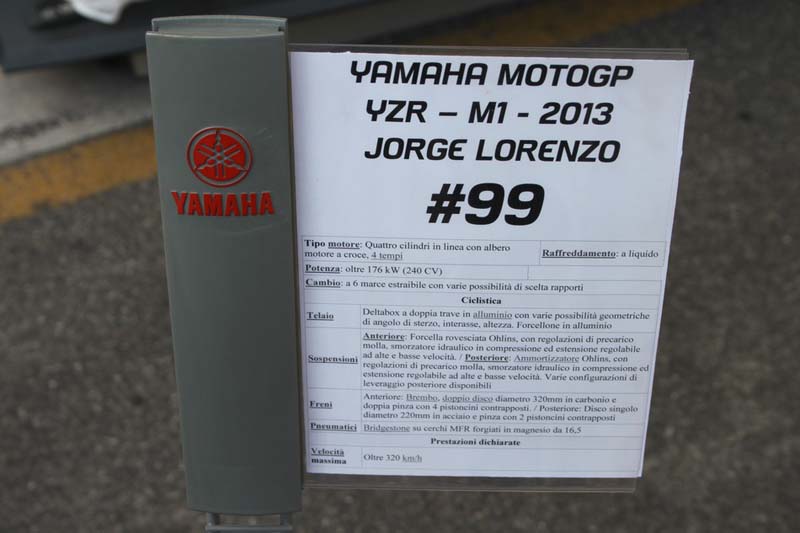 YAMAHA
YAMAHA MOTOGP
YZR – M1 - 2013
JORGE LORENZO
#99
Tipo motore: Quattro cilindri in linea con albero
motore a croce, 4 tempi
Raffreddamento: a liquido
Potenza: oltre 176 kW (240 CV)
Cambio: a 6 marce estraibile con varie possibilità di scelta rapporti
Ciclistica
Telaio
Deltabox a doppia trave in alluminio con varie possibilità geometriche
di angolo di sterzo, interasse, altezza. Forcellone in alluminio
Sospensioni
Anteriore: Forcella rovesciata Ohlins, con regolazioni di precarico
molla, smorzatore idraulico in compressione ed estensione regolabile
ad alte e basse velocità. / Posteriore: Ammortizzatore Ohlins, con
regolazioni di precarico molla, smorzatore idraulico in compressione ed
estensione regolabile ad alte e basse velocità. Varie configurazioni di
leveraggio posteriore disponibili
Freni
Anteriore: Brembo, doppio disco diametro 320mm in carbonio e
doppia pinza con 4 pistoncini contrapposti. / Posteriore: Disco singolo
diametro 220mm in acciaio e pinza con 2 pistoncini contrapposti
Pneumatici
Bridgestone su cerchi MFR forgiati in magnesio da 16,5
Prestazioni dichiarate
Velocità
massima
Oltre 320 km/h